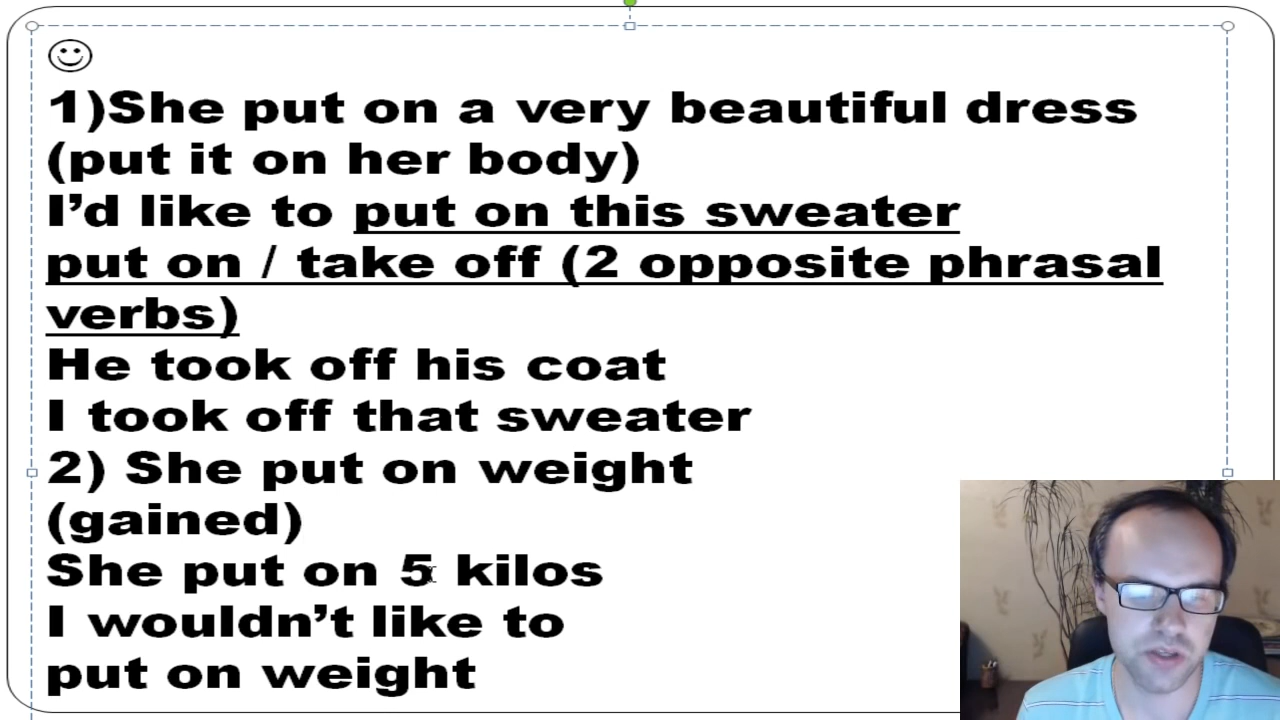 1)She put on a very beautiful dress
(put it on her body)
I’d like to put on this sweater
put on / take off (2 opposite phrasal
verbs)
He took off his coat
I took off that sweater
2) She put on weight
(gained)
She put on 5 kilos
I wouldn’t like to
put on weight